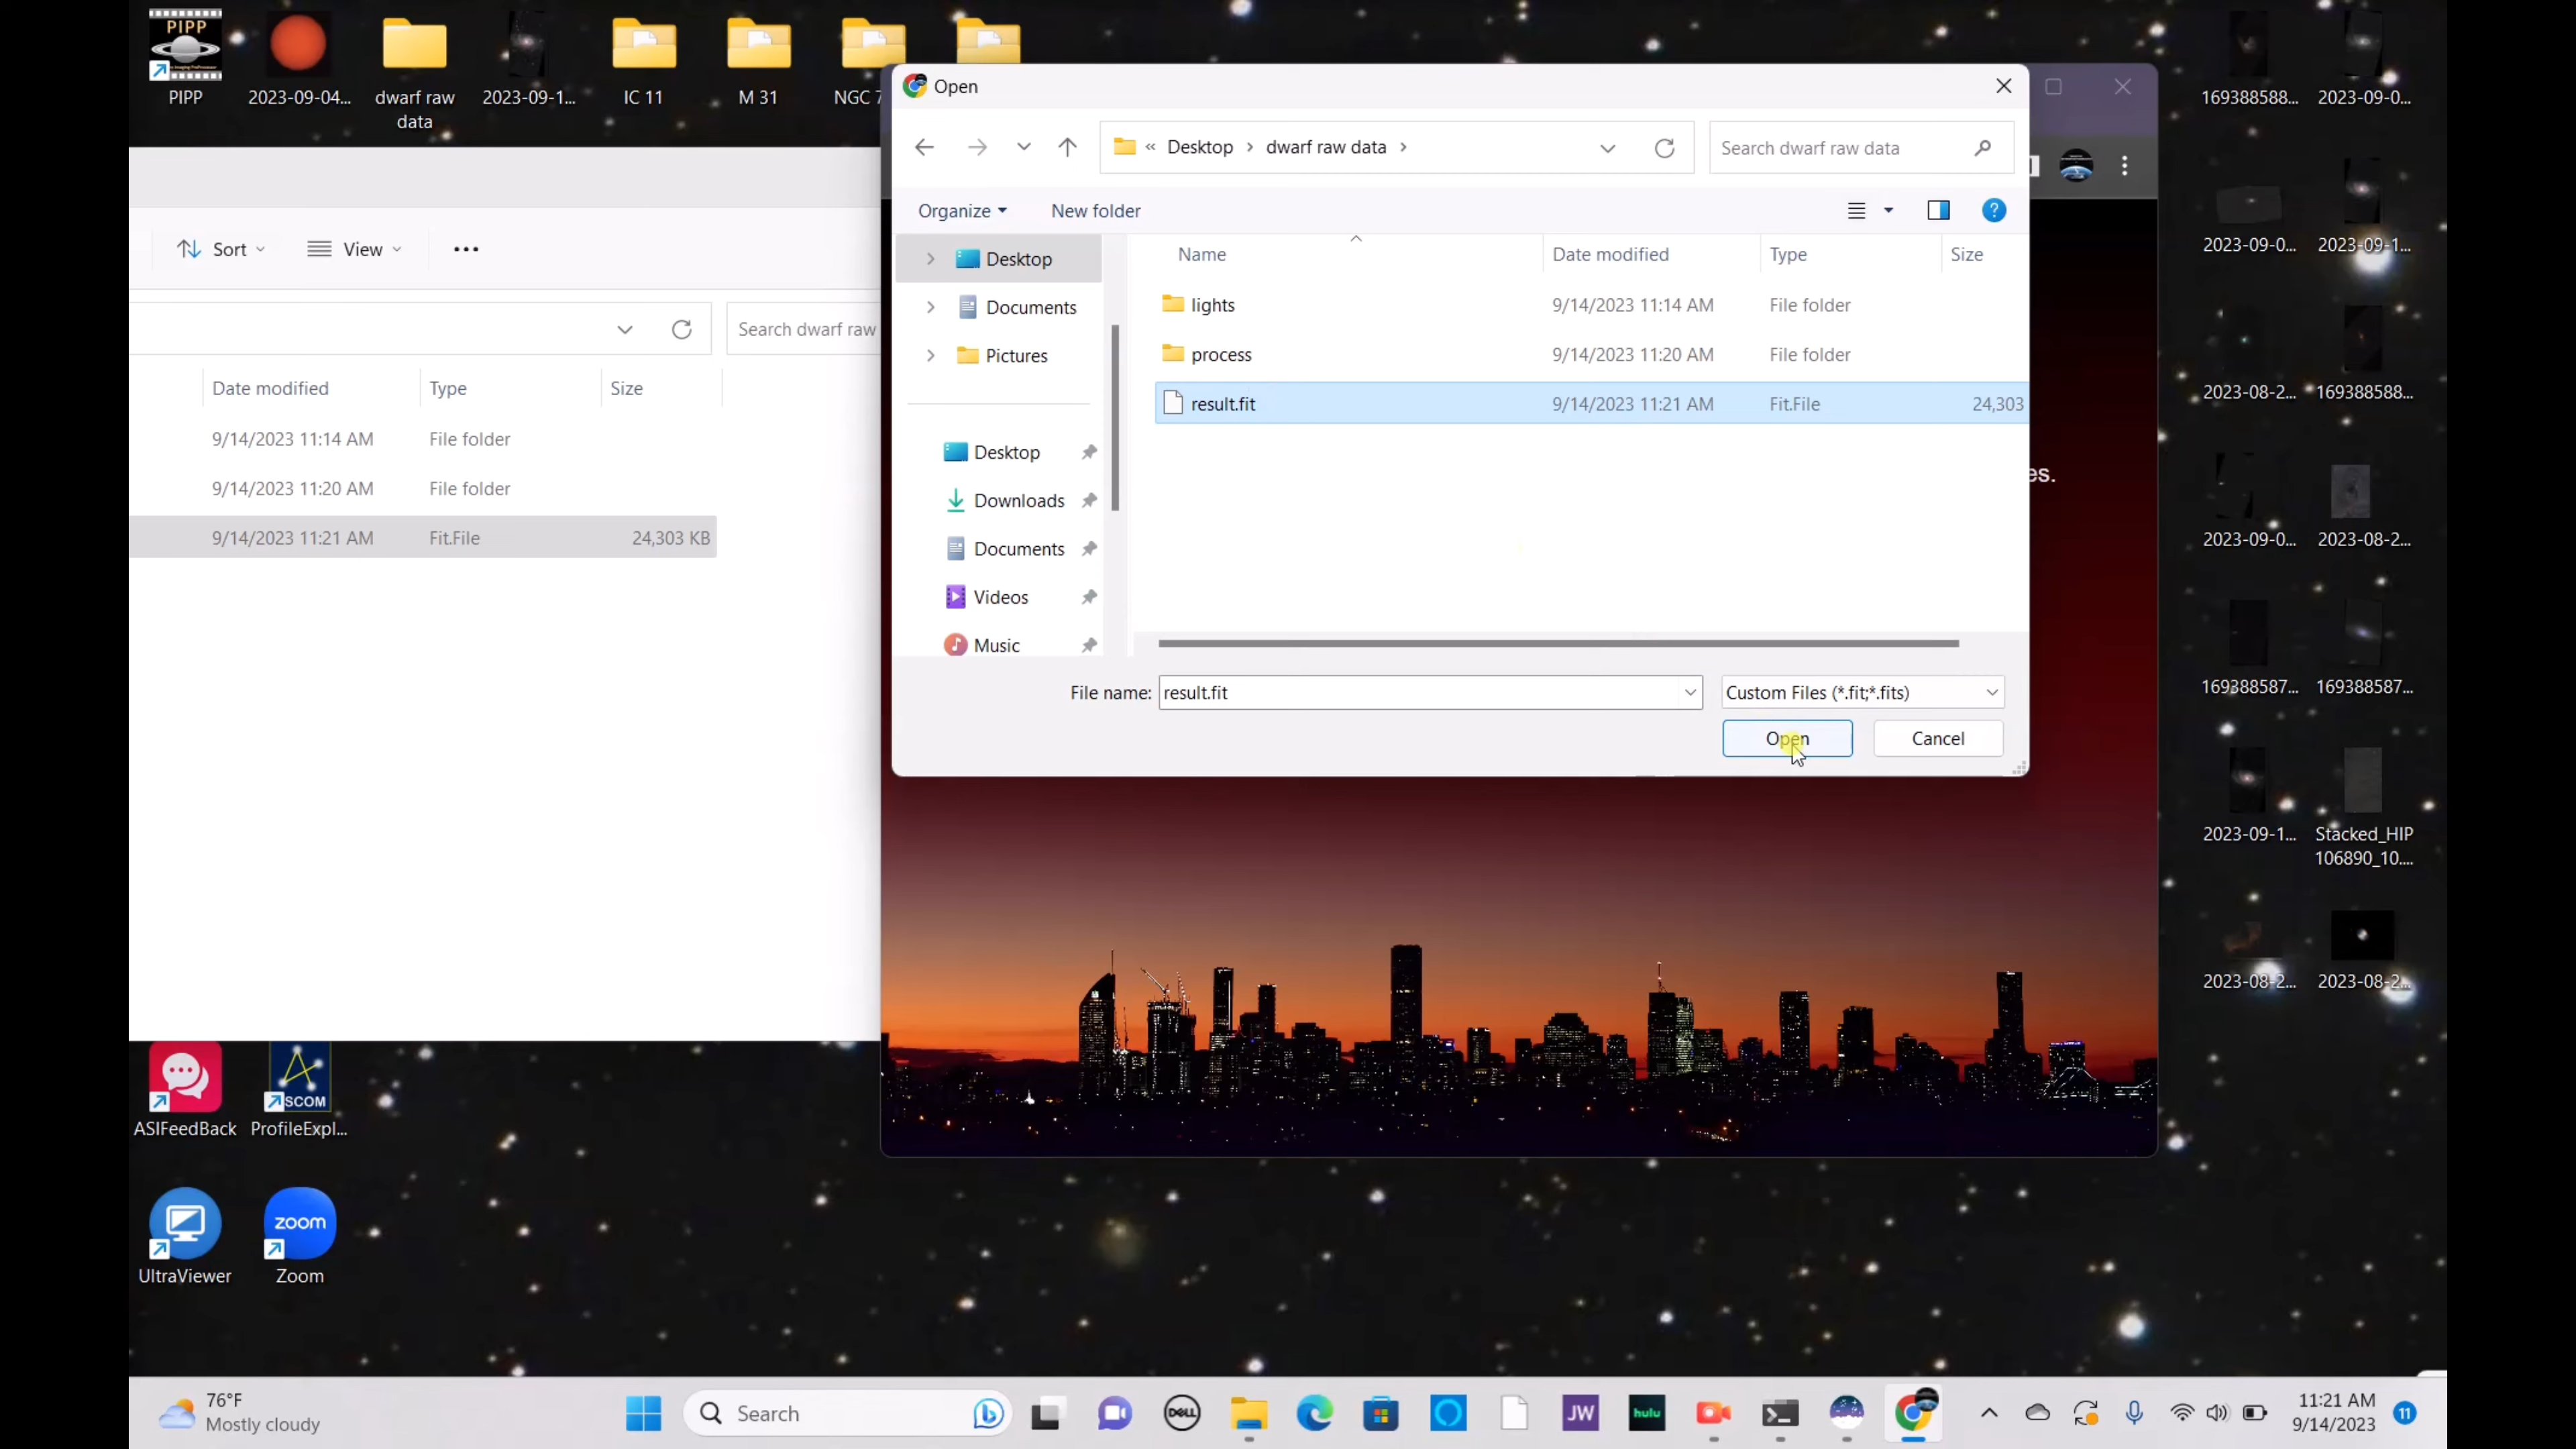 PIPP
PIPP
2023-09-04...
dwarf raw
data
2023-09-1...
IC 11
M 31
NGC 7
169388588...
2023-09-0...
Open
Desktop
dwarf raw data
Search dwarf raw data
Organize
New folder
Sort
View
Search dwarf raw
Date modified
Type
Size
9/14/2023 11:14 AM
File folder
9/14/2023 11:20 AM
File folder
9/14/2023 11:21 AM
Fit.File
24,303 KB
Desktop
Documents
Pictures
Desktop
Downloads
Documents
Videos
Music
Name
Date modified
Type
Size
lights
9/14/2023 11:14 AM
File folder
process
9/14/2023 11:20 AM
File folder
result.fit
9/14/2023 11:21 AM
Fit.File
24,303
es.
File name:
result.fit
Custom Files (*.fit;*.fits)
Open
Cancel
2023-09-0...
2023-09-1...
2023-08-2...
169388588...
2023-09-0...
2023-08-2...
169388587...
169388587...
2023-09-1...
Stacked_HIP
106890_10....
2023-08-2...
2023-08-2...
SCOM
ASIFeedBack
ProfileExpl...
zoom
UltraViewer
Zoom
76°F
Mostly cloudy
Search
DELL
JW
hulu
11:21 AM
9/14/2023
11